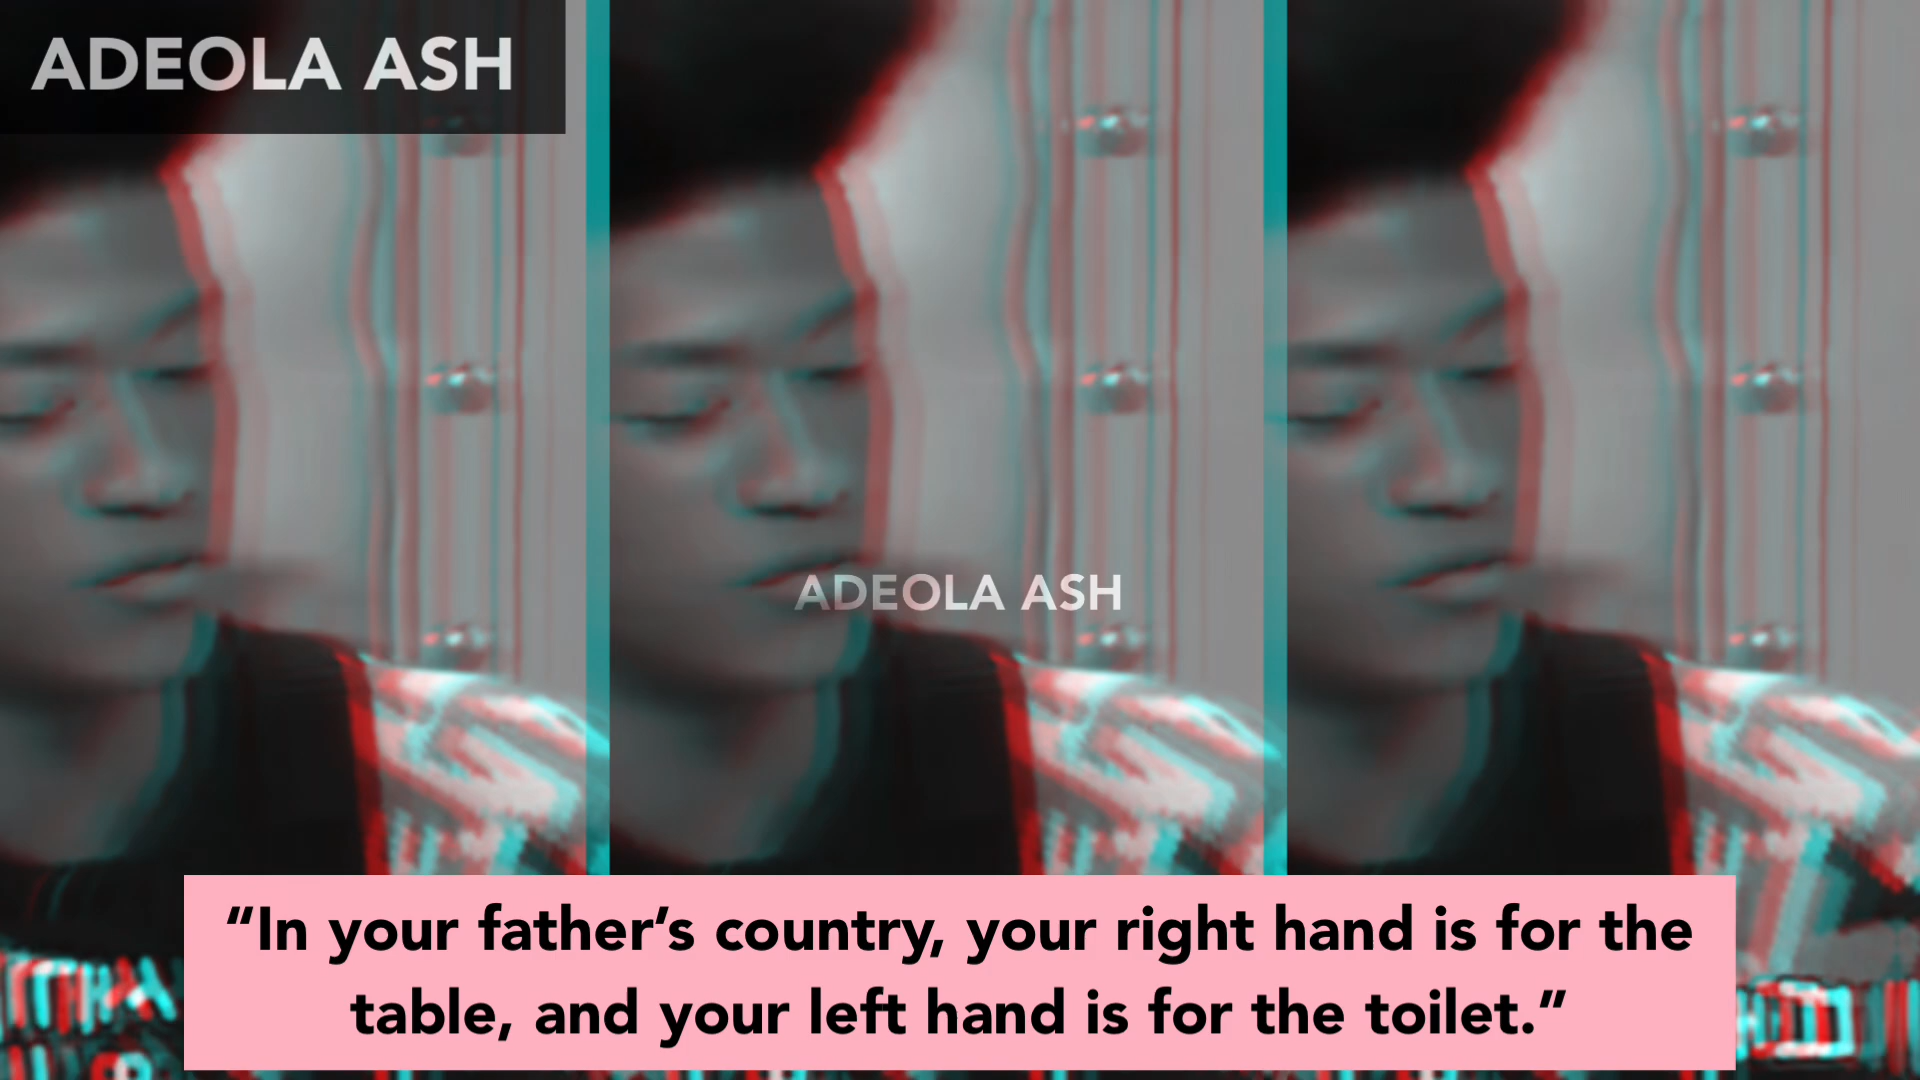 ADEOLA ASH
ADEOLA ASH
“In your father’s country, your right hand is for the
table, and your left hand is for the toilet.”